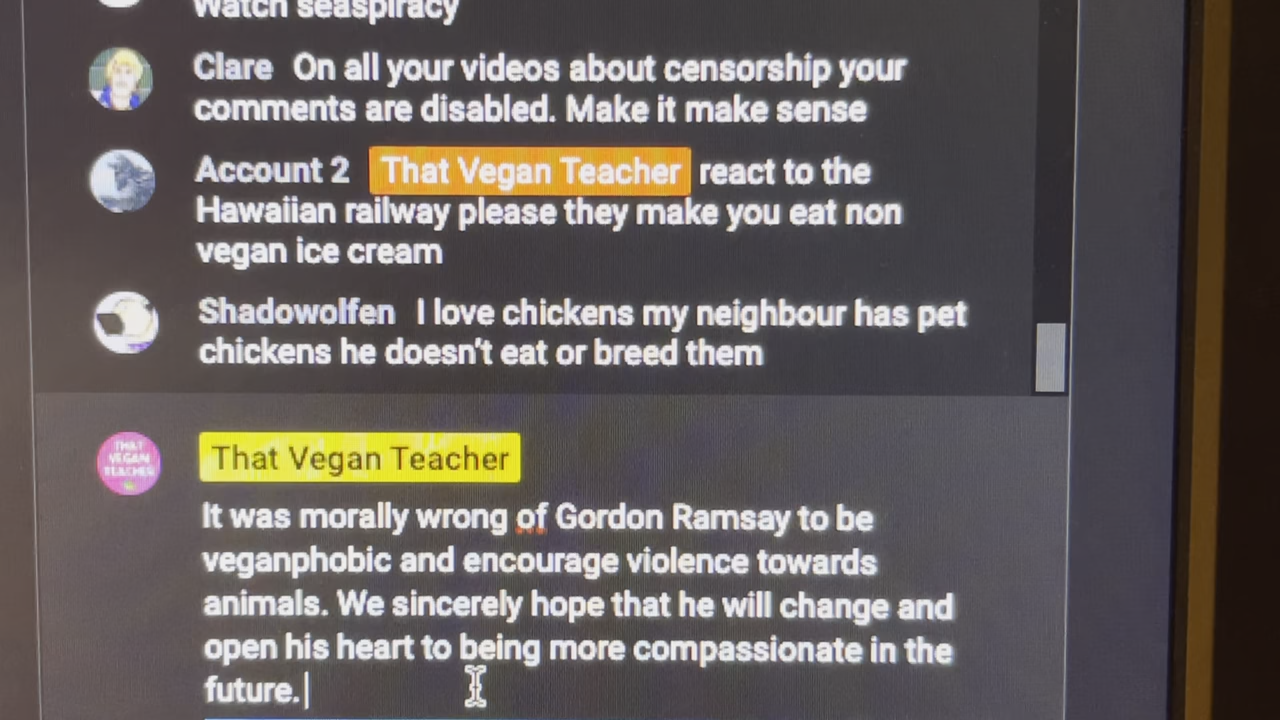 watch seaspiracy
Clare On all your videos about censorship your
comments are disabled. Make it make sense
Account 2 That Vegan Teacher react to the
Hawaiian railway please they make you eat non
vegan ice cream
Shadowolfen I love chickens my neighbour has pet
chickens he doesn't eat or breed them
THAT
VEGAN
TEACHER
That Vegan Teacher
It was morally wrong of Gordon Ramsay to be
veganphobic and encourage violence towards
animals. We sincerely hope that he will change and
open his heart to being more compassionate in the
future.